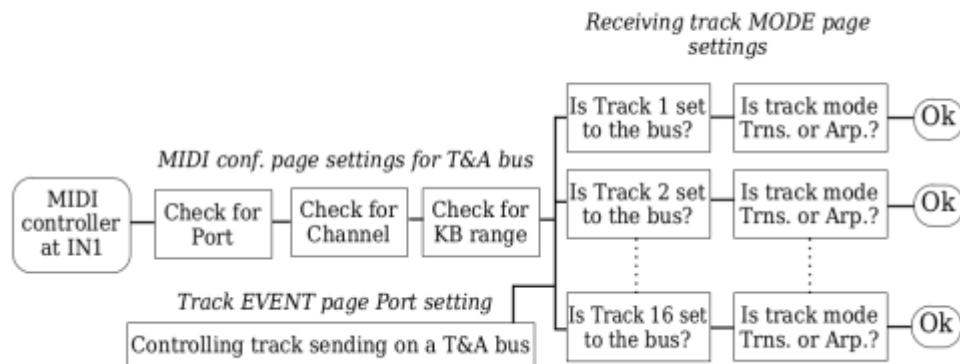 Receiving track MODE page
settings
Is Track 1 set
to the bus?
Is track mode
Trns. or Arp.?
Ok
MIDI conf. page settings for T&A bus
MIDI
controller
at IN1
Check for
Port
Check for
Channel
Check for
KB range
Is Track 2 set
to the bus?
Is track mode
Trns. or Arp.?
Ok
Track EVENT page Port setting
Controlling track sending on a T&A bus
Is Track 16 set
to the bus?
Is track mode
Trns. or Arp.?
Ok